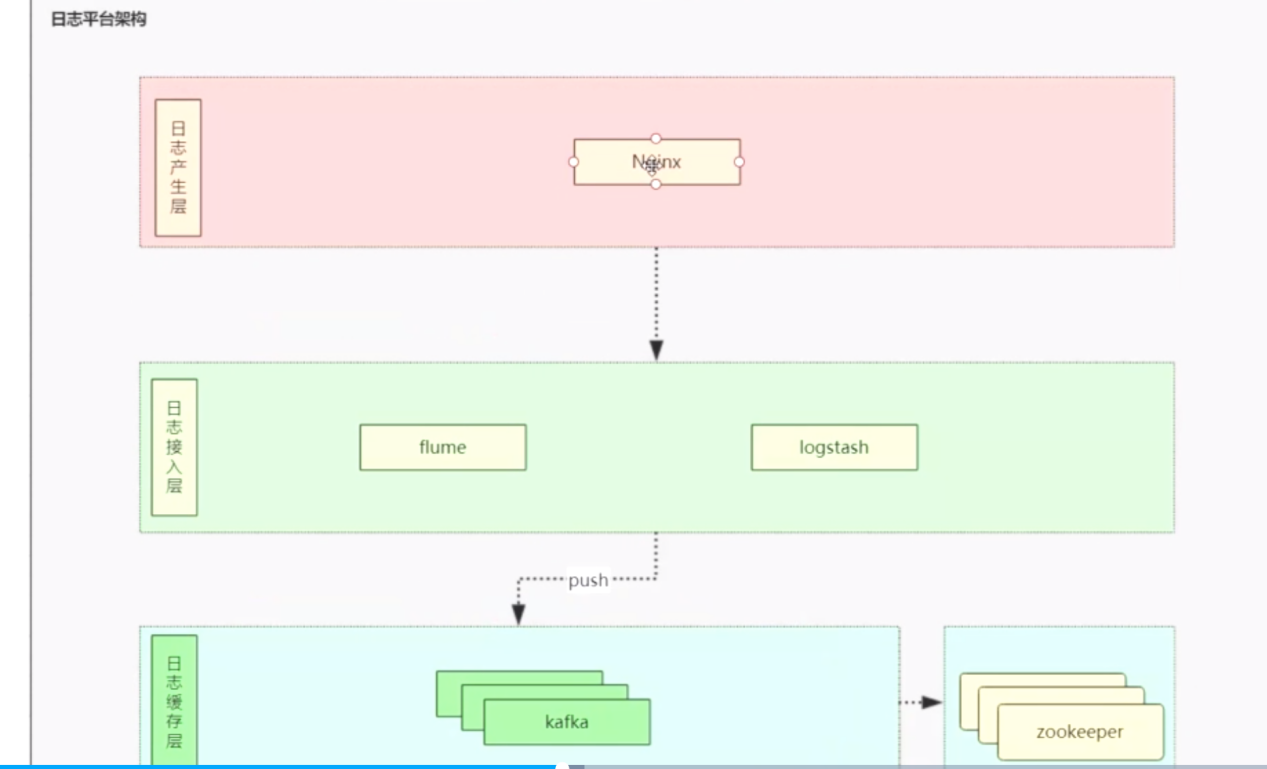 日志平台架构
日志产生层
Nginx
日志接入层
flume
logstash
push
日志缓存层
kafka
zookeeper